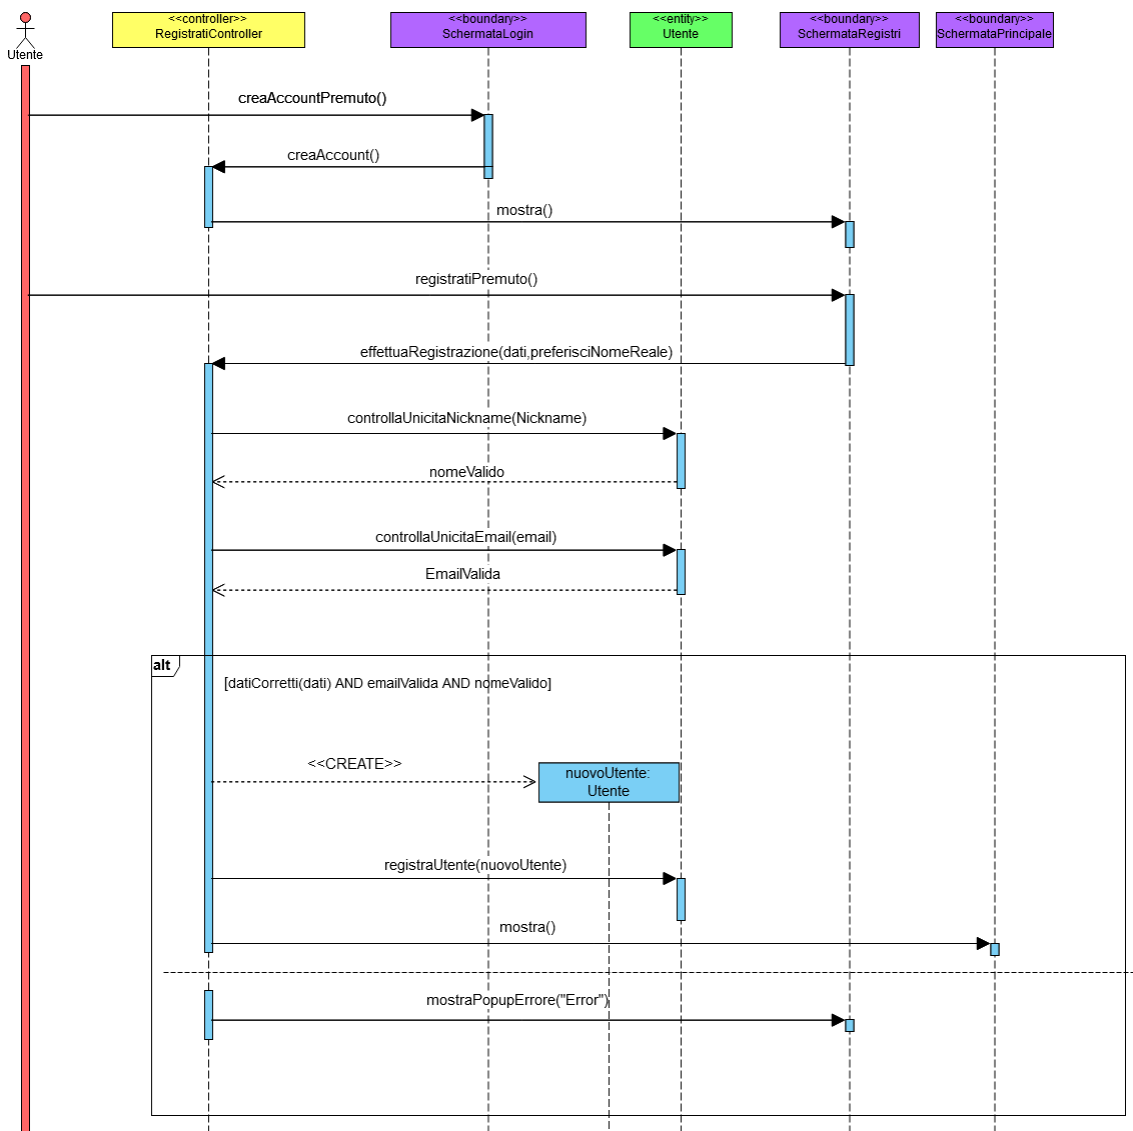 <<controller>>
RegistratiController
<<boundary>>
SchermataLogin
<<entity>>
Utente
<<boundary>>
SchermataRegistri
<<boundary>>
SchermataPrincipale
Utente
creaAccountPremuto()
creaAccount()
mostra()
registratiPremuto()
effettuaRegistrazione(dati,preferisciNomeReale)
controllaUnicitaNickname(Nickname)
nomeValido
controllaUnicitaEmail(email)
EmailValida
alt
[datiCorretti(dati) AND emailValida AND nomeValido]
<<CREATE>>
nuovoUtente:
Utente
registraUtente(nuovoUtente)
mostra()
mostraPopupErrore("Error")